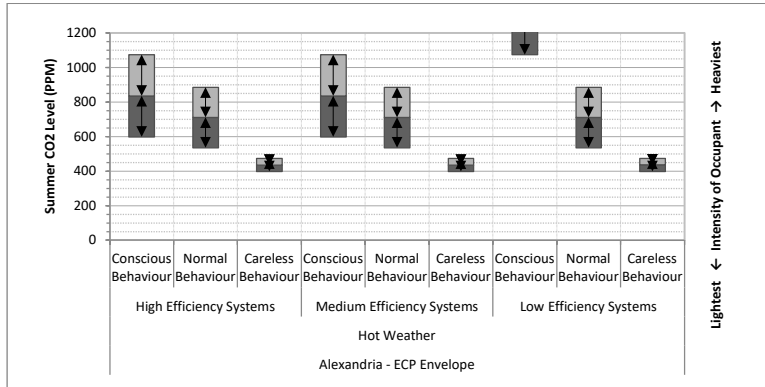 Summer CO2 Level (PPM)
1200
1000
800
600
400
200
0
Conscious Behaviour
Normal Behaviour
Careless Behaviour
Conscious Behaviour
Normal Behaviour
Careless Behaviour
Conscious Behaviour
Normal Behaviour
Careless Behaviour
High Efficiency Systems
Medium Efficiency Systems
Low Efficiency Systems
Hot Weather
Alexandria - ECP Envelope
Lightest ← Intensity of Occupant → Heaviest